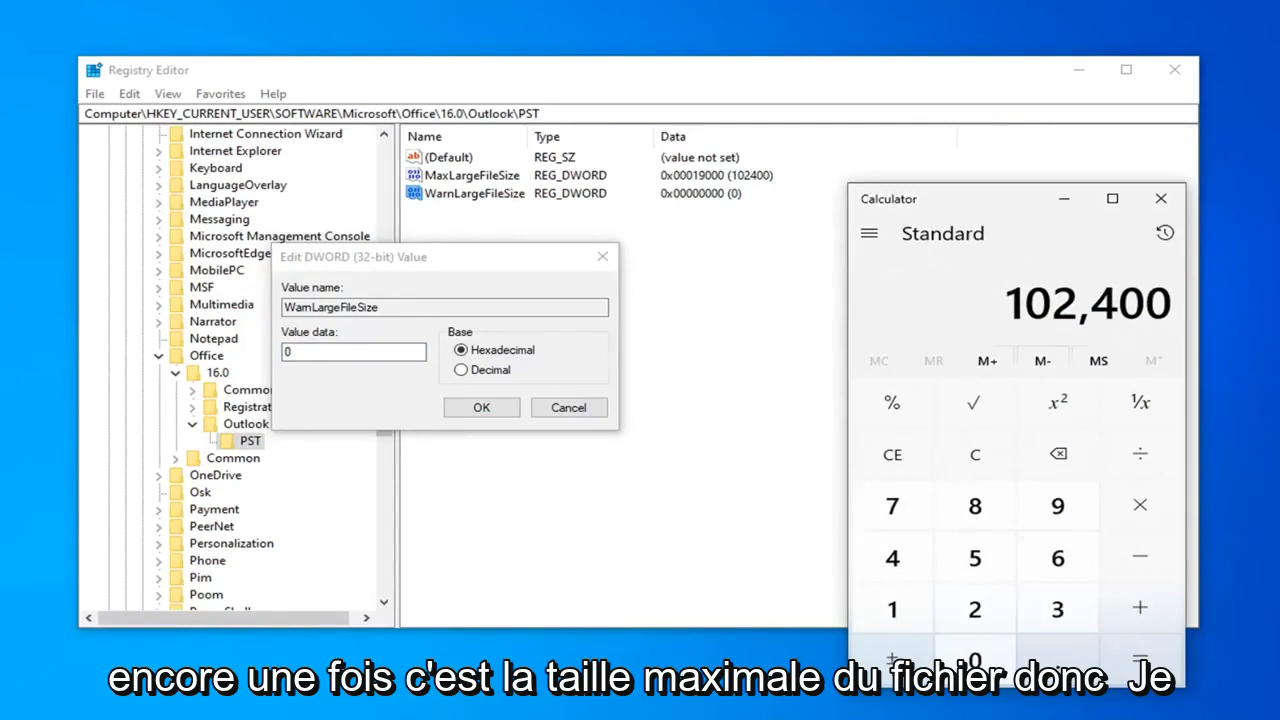 Registry Editor
File Edit View Favorites Help
Computer\HKEY_CURRENT_USER\SOFTWARE\Microsoft\Office\16.0\Outlook\PST
Internet Connection Wizard
Internet Explorer
Keyboard
LanguageOverlay
MediaPlayer
Messaging
Microsoft Management Console
MicrosoftEdge
MobilePC
MSF
Multimedia
Narrator
Notepad
Office
16.0
Common
Registrat
Outlook
PST
Common
OneDrive
Osk
Payment
PeerNet
Personalization
Phone
Pim
Poom
Name Type Data
(Default) REG_SZ (value not set)
MaxLargeFileSize REG_DWORD 0x00019000 (102400)
WarnLargeFileSize REG_DWORD 0x00000000 (0)
Edit DWORD (32-bit) Value
Value name:
WarnLargeFileSize
Value data:
0
Base
Hexadecimal
Decimal
OK Cancel
Calculator
Standard
102,400
MC MR M+ M- MS M˅
% √ x² ¹/x
CE C ÷
7 8 9 ×
4 5 6 −
1 2 3 +
± 0 . =
encore une fois c'est la taille maximale du fichier donc Je